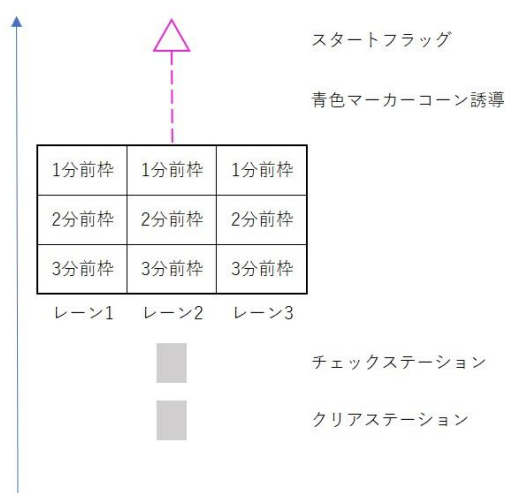 スタートフラッグ
青色マーカーコーン誘導
1分前枠 1分前枠 1分前枠
2分前枠 2分前枠 2分前枠
3分前枠 3分前枠 3分前枠
レーン1 レーン2 レーン3
チェックステーション
クリアステーション